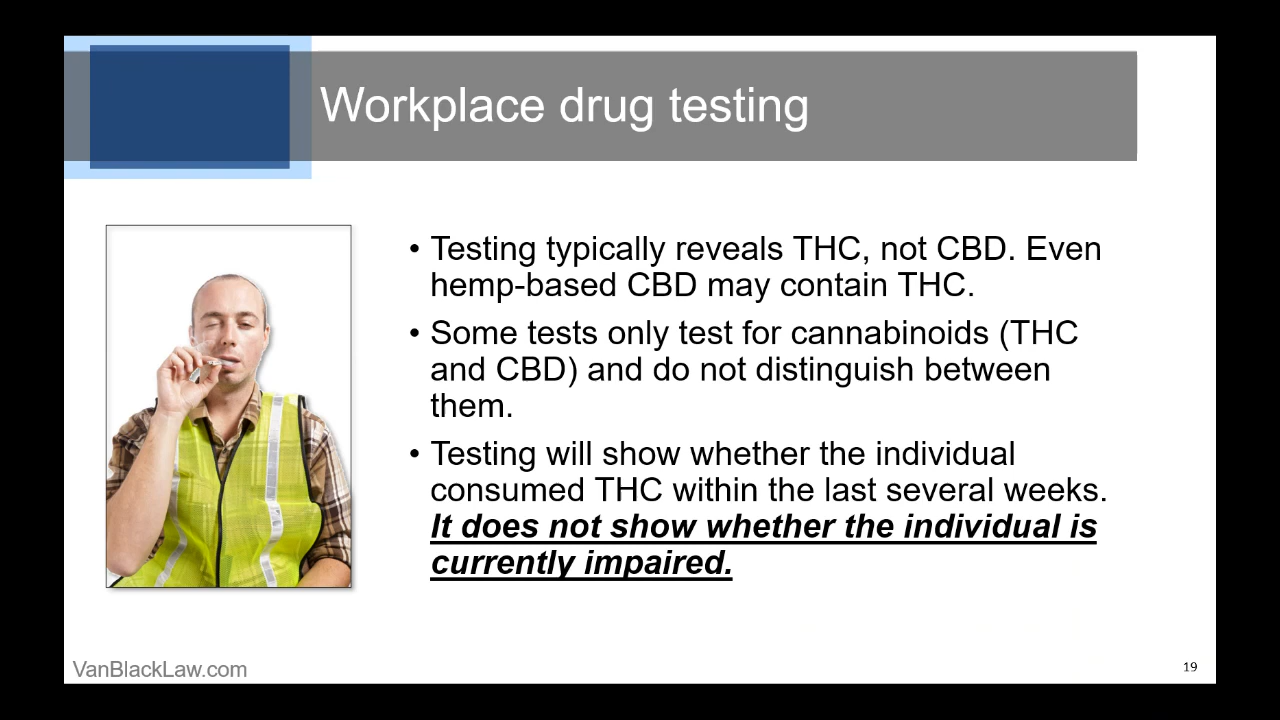 Workplace drug testing
• Testing typically reveals THC, not CBD. Even
hemp-based CBD may contain THC.
• Some tests only test for cannabinoids (THC
and CBD) and do not distinguish between
them.
• Testing will show whether the individual
consumed THC within the last several weeks.
It does not show whether the individual is
currently impaired.
VanBlackLaw.com
19